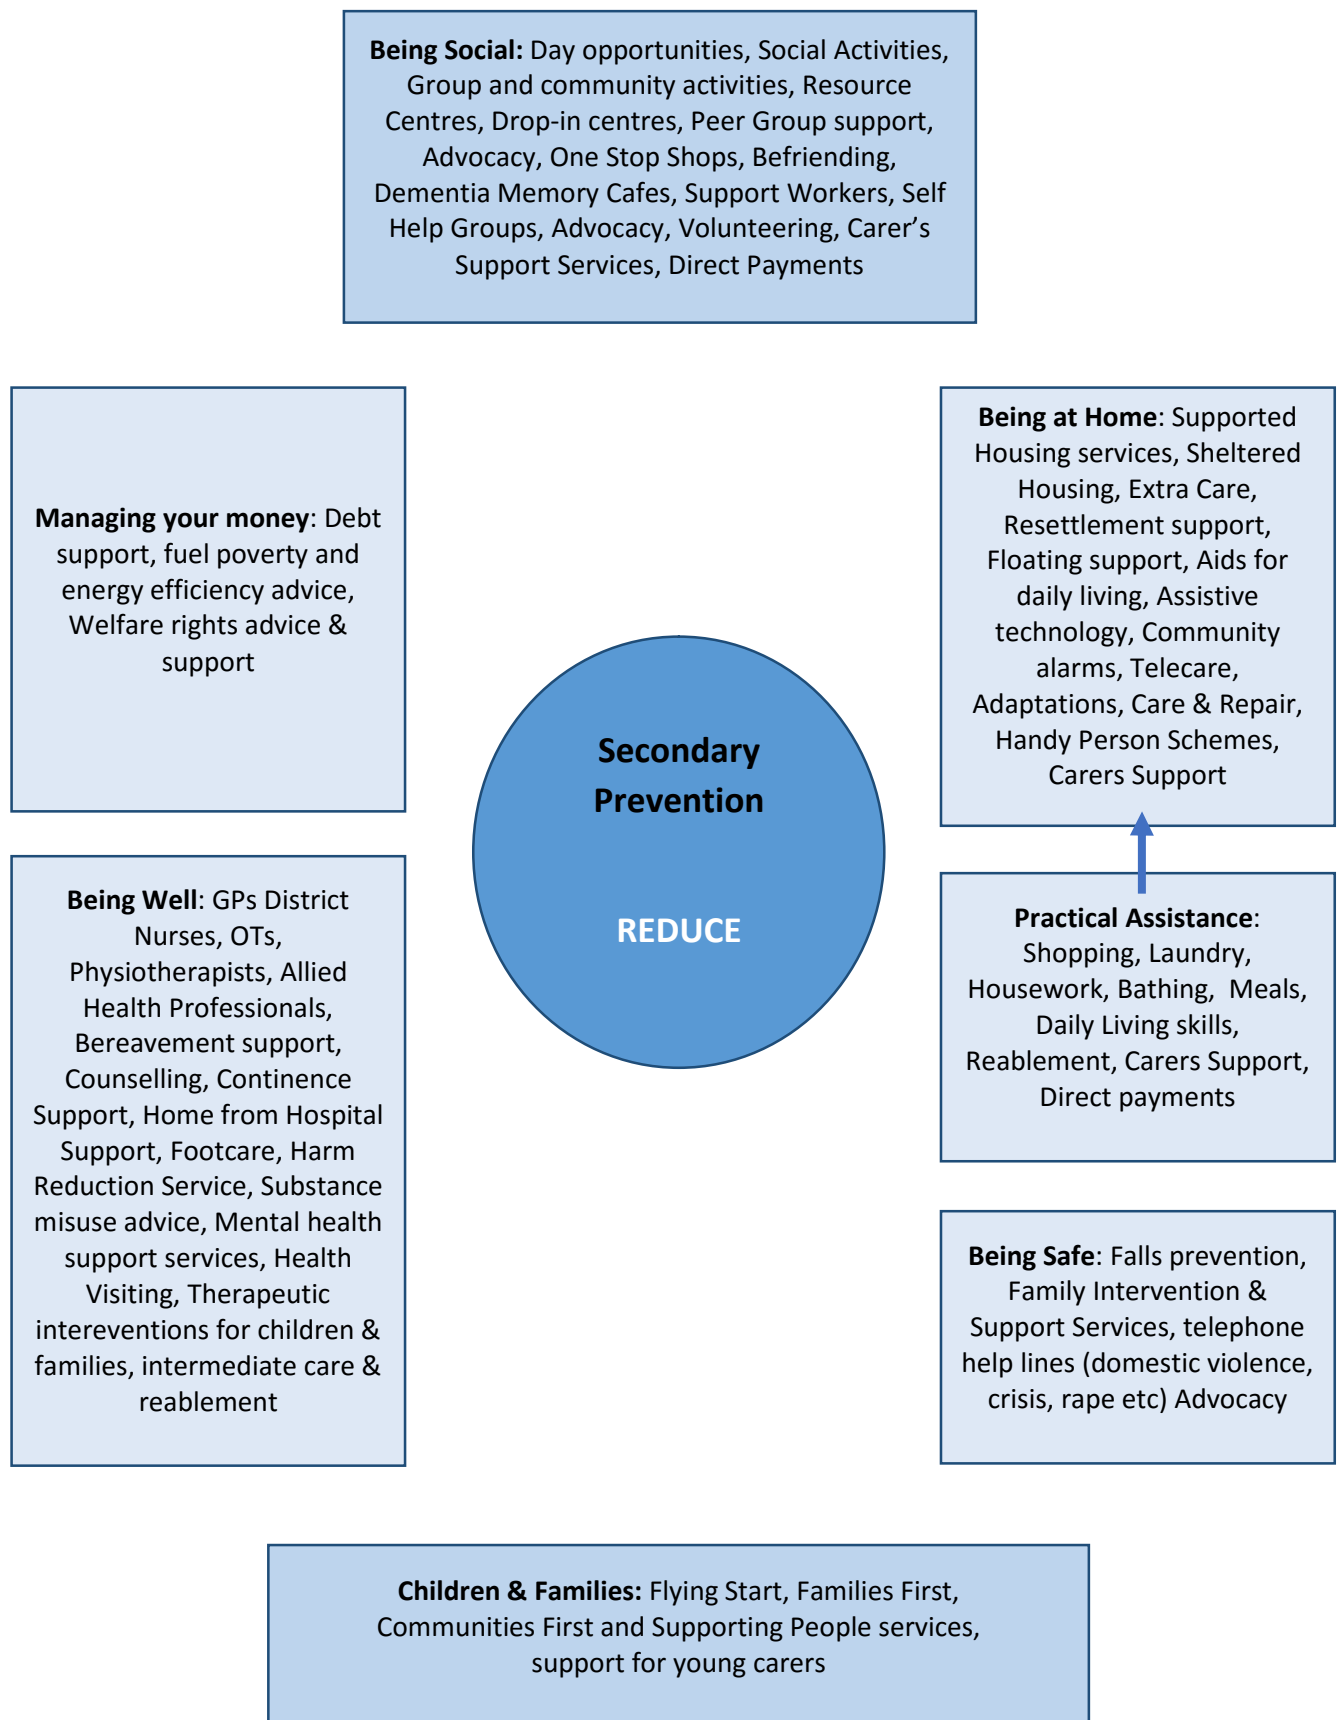 Being Social: Day opportunities, Social Activities,
Group and community activities, Resource
Centres, Drop-in centres, Peer Group support,
Advocacy, One Stop Shops, Befriending,
Dementia Memory Cafes, Support Workers, Self
Help Groups, Advocacy, Volunteering, Carer’s
Support Services, Direct Payments
Managing your money: Debt
support, fuel poverty and
energy efficiency advice,
Welfare rights advice &
support
Being at Home: Supported
Housing services, Sheltered
Housing, Extra Care,
Resettlement support,
Floating support, Aids for
daily living, Assistive
technology, Community
alarms, Telecare,
Adaptations, Care & Repair,
Handy Person Schemes,
Carers Support
Secondary
Prevention
REDUCE
Being Well: GPs District
Nurses, OTs,
Physiotherapists, Allied
Health Professionals,
Bereavement support,
Counselling, Continence
Support, Home from Hospital
Support, Footcare, Harm
Reduction Service, Substance
misuse advice, Mental health
support services, Health
Visiting, Therapeutic
intereventions for children &
families, intermediate care &
reablement
Practical Assistance:
Shopping, Laundry,
Housework, Bathing, Meals,
Daily Living skills,
Reablement, Carers Support,
Direct payments
Being Safe: Falls prevention,
Family Intervention &
Support Services, telephone
help lines (domestic violence,
crisis, rape etc) Advocacy
Children & Families: Flying Start, Families First,
Communities First and Supporting People services,
support for young carers